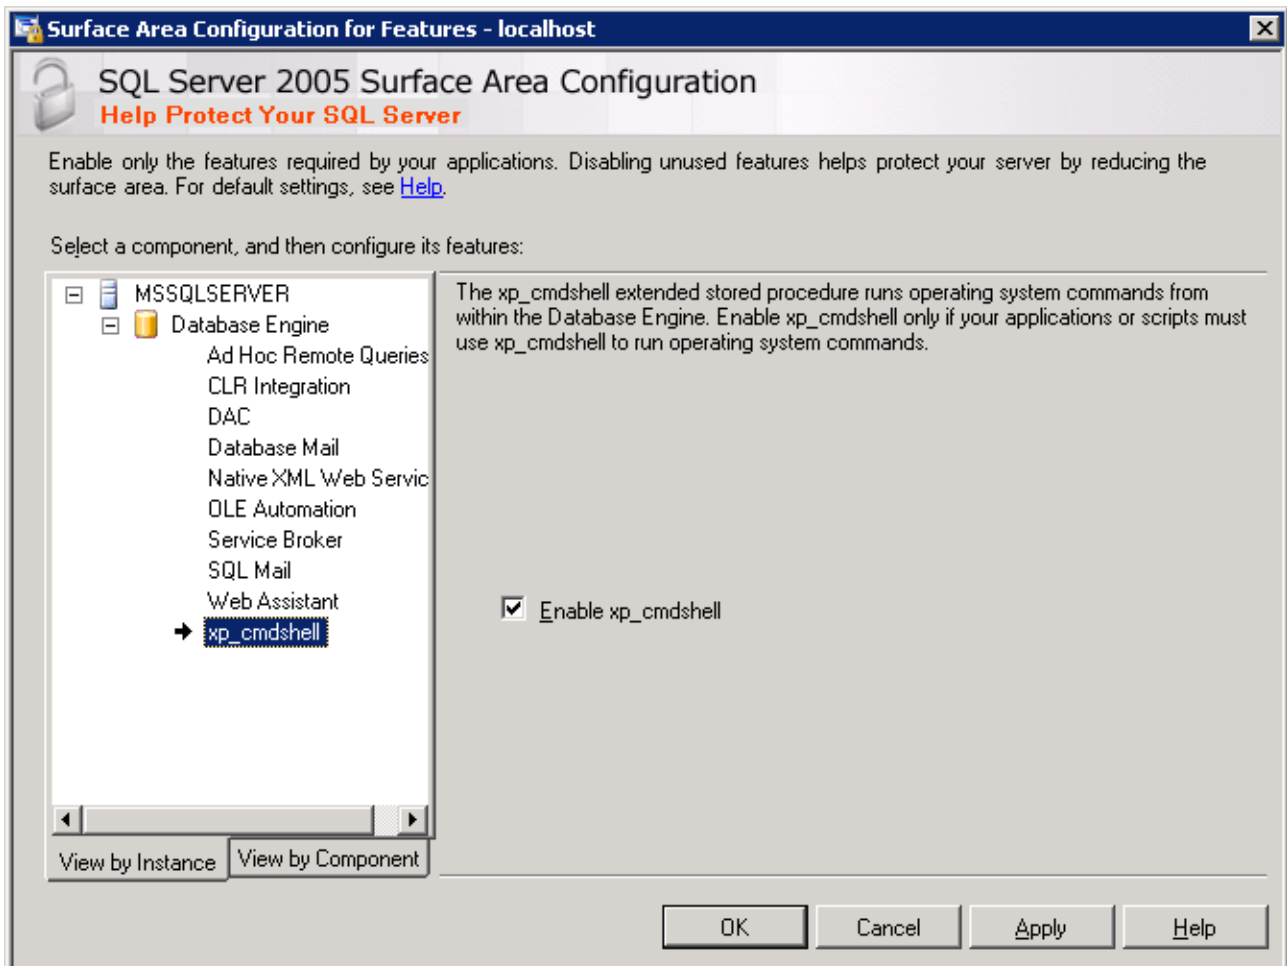 Surface Area Configuration for Features - localhost
SQL Server 2005 Surface Area Configuration
Help Protect Your SQL Server
Enable only the features required by your applications. Disabling unused features helps protect your server by reducing the
surface area. For default settings, see Help.
Select a component, and then configure its features:
MSSQLSERVER
Database Engine
Ad Hoc Remote Queries
CLR Integration
DAC
Database Mail
Native XML Web Servic
OLE Automation
Service Broker
SQL Mail
Web Assistant
xp_cmdshell
View by Instance
View by Component
The xp_cmdshell extended stored procedure runs operating system commands from
within the Database Engine. Enable xp_cmdshell only if your applications or scripts must
use xp_cmdshell to run operating system commands.
Enable xp_cmdshell
OK
Cancel
Apply
Help